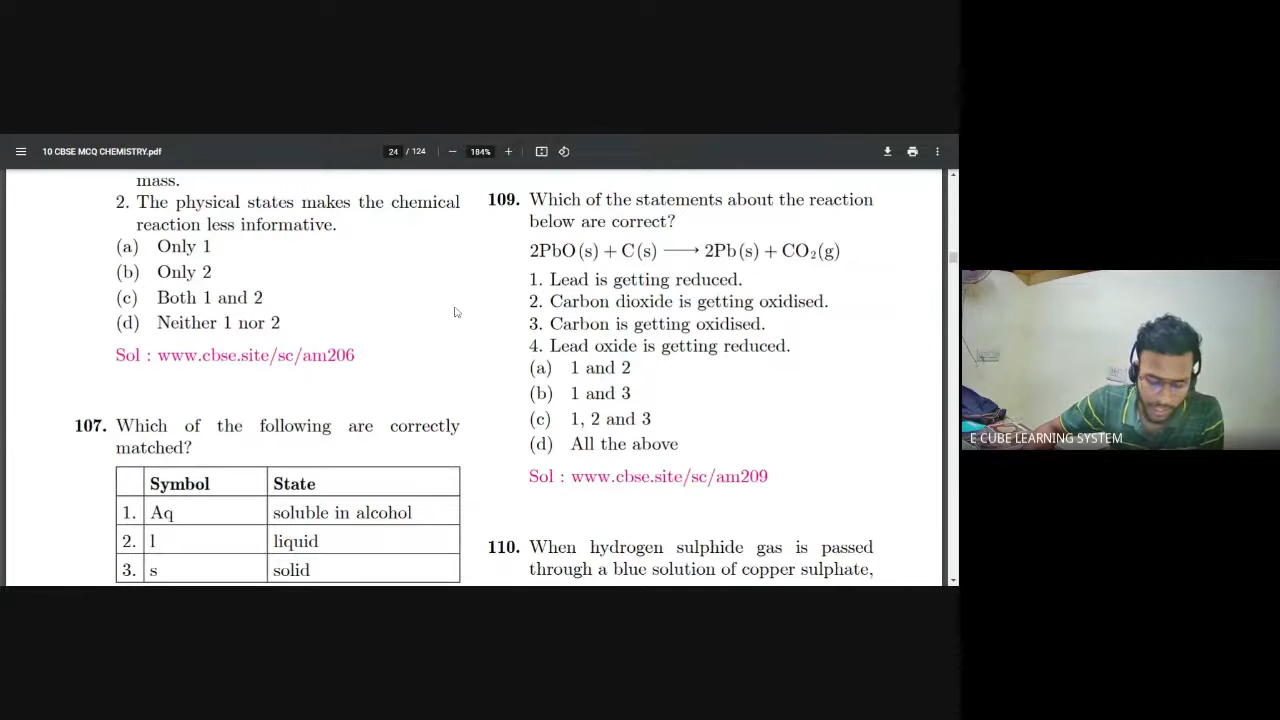 10 CBSE MCQ CHEMISTRY.pdf
24 / 124
184%
mass.
2. The physical states makes the chemical
reaction less informative.
(a) Only 1
(b) Only 2
(c) Both 1 and 2
(d) Neither 1 nor 2
Sol : www.cbse.site/sc/am206
107. Which of the following are correctly
matched?
Symbol State
1. Aq soluble in alcohol
2. l liquid
3. s solid
109. Which of the statements about the reaction
below are correct?
2PbO(s) + C(s) ⟶ 2Pb(s) + CO₂(g)
1. Lead is getting reduced.
2. Carbon dioxide is getting oxidised.
3. Carbon is getting oxidised.
4. Lead oxide is getting reduced.
(a) 1 and 2
(b) 1 and 3
(c) 1, 2 and 3
(d) All the above
Sol : www.cbse.site/sc/am209
110. When hydrogen sulphide gas is passed
through a blue solution of copper sulphate,
E CUBE LEARNING SYSTEM